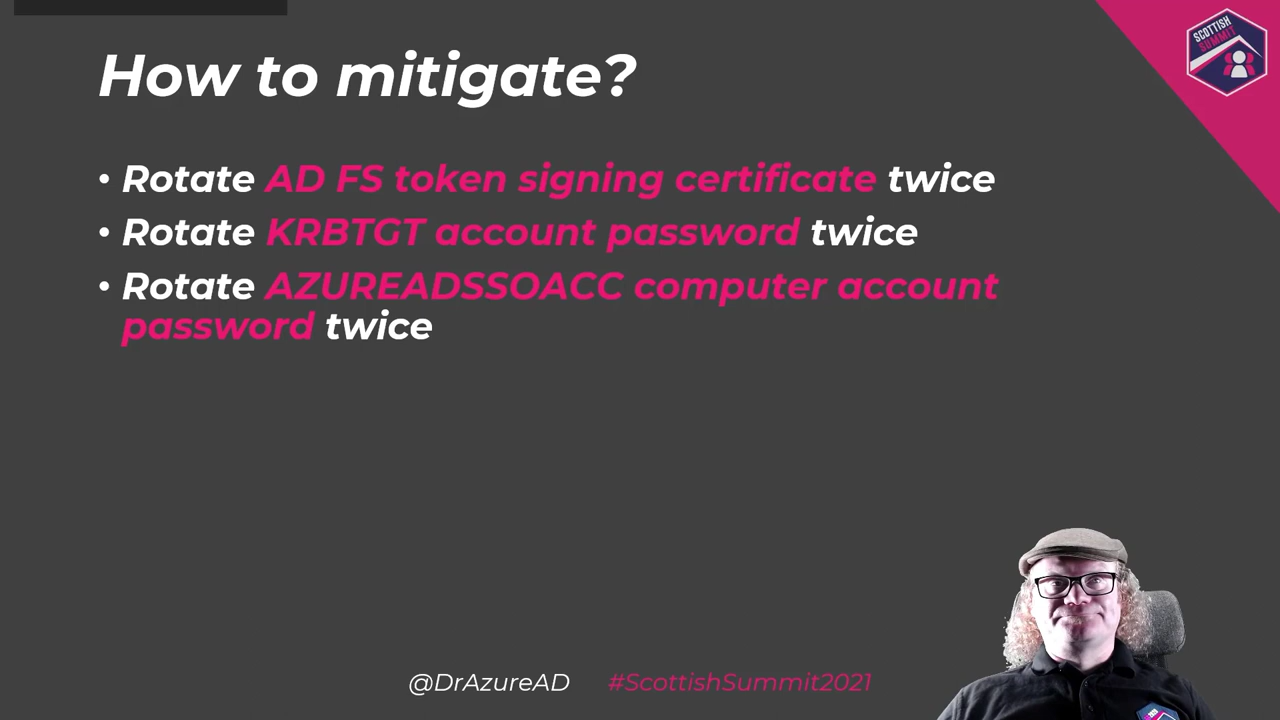 SCOTTISH
SUMMIT
How to mitigate?
• Rotate AD FS token signing certificate twice
• Rotate KRBTGT account password twice
• Rotate AZUREADSSOACC computer account
password twice
@DrAzureAD #ScottishSummit2021